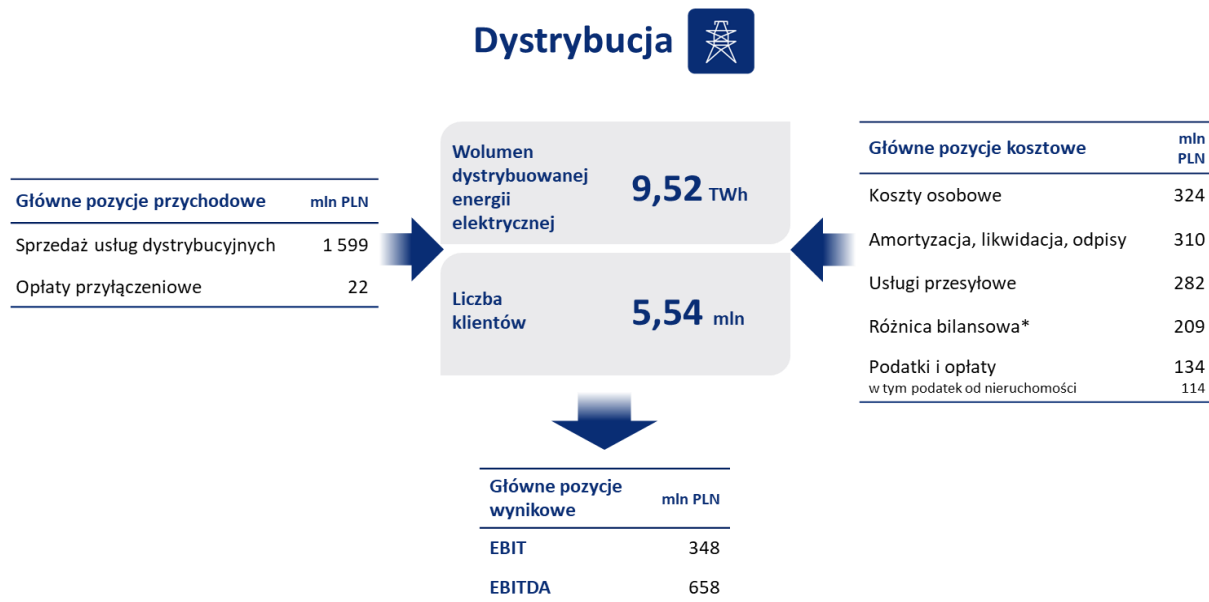 Dystrybucja
Główne pozycje przychodowe mln PLN
Sprzedaż usług dystrybucyjnych 1 599
Opłaty przyłączeniowe 22
Wolumen
dystrybuowanej
energii
elektrycznej
9,52 TWh
Liczba
klientów
5,54 mln
Główne pozycje kosztowe mln
PLN
Koszty osobowe 324
Amortyzacja, likwidacja, odpisy 310
Usługi przesyłowe 282
Różnica bilansowa* 209
Podatki i opłaty 134
w tym podatek od nieruchomości 114
Główne pozycje
wynikowe
mln PLN
EBIT 348
EBITDA 658